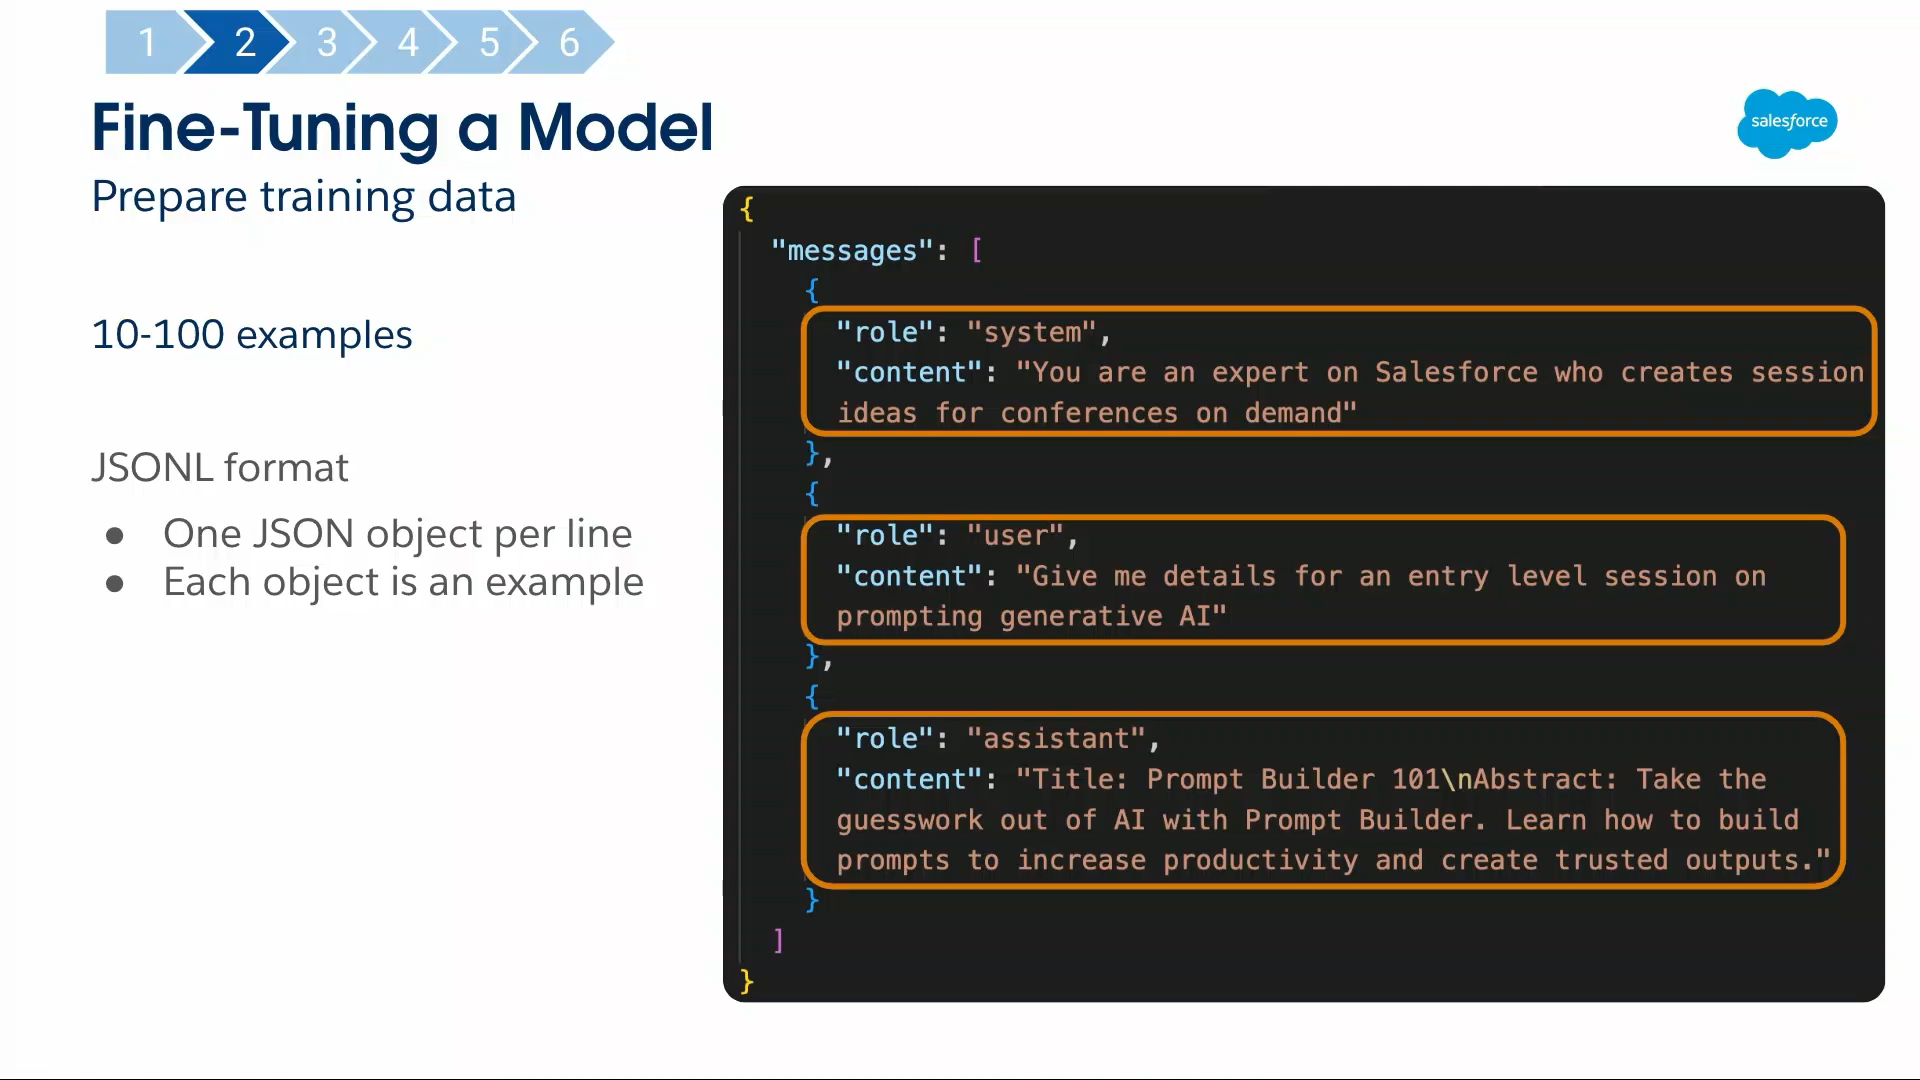 1 2 3 4 5 6
Fine-Tuning a Model
salesforce
Prepare training data
10-100 examples
JSONL format
● One JSON object per line
● Each object is an example
{
"messages": [
{
"role": "system",
"content": "You are an expert on Salesforce who creates session
ideas for conferences on demand"
},
{
"role": "user",
"content": "Give me details for an entry level session on
prompting generative AI"
},
{
"role": "assistant",
"content": "Title: Prompt Builder 101\nAbstract: Take the
guesswork out of AI with Prompt Builder. Learn how to build
prompts to increase productivity and create trusted outputs."
}
]
}